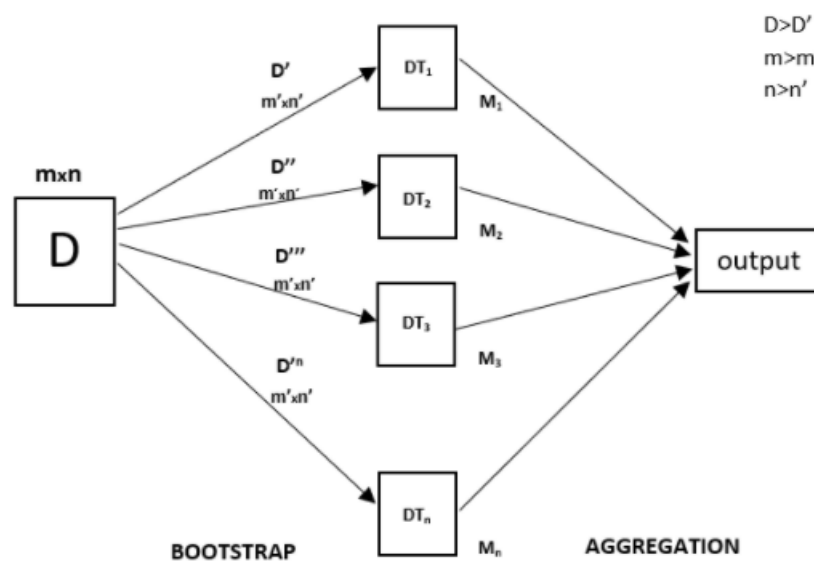 D>D'
m>m
n>n'
D'
m'xn'
DT₁
M₁
D''
m'xn'
DT₂
M₂
mxn
D
D'''
m'xn'
DT₃
M₃
output
D'ⁿ
m'xn'
DTₙ
Mₙ
BOOTSTRAP
AGGREGATION